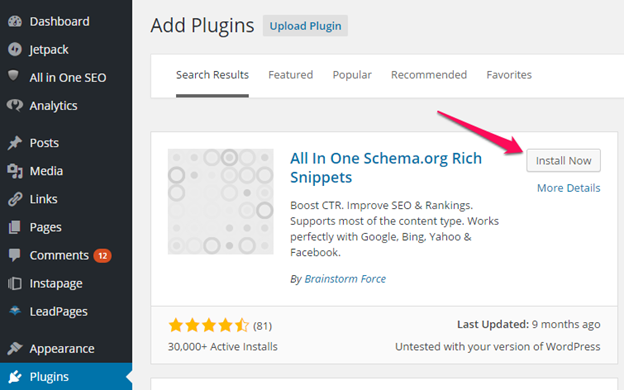 Dashboard
Jetpack
All in One SEO
Analytics
Posts
Media
Links
Pages
Comments 12
Instapage
LeadPages
Appearance
Plugins
Add Plugins Upload Plugin
Search Results Featured Popular Recommended Favorites
All In One Schema.org Rich
Snippets
Install Now
More Details
Boost CTR. Improve SEO & Rankings.
Supports most of the content type. Works
perfectly with Google, Bing, Yahoo &
Facebook.
By Brainstorm Force
(81)
30,000+ Active Installs
Last Updated: 9 months ago
Untested with your version of WordPress